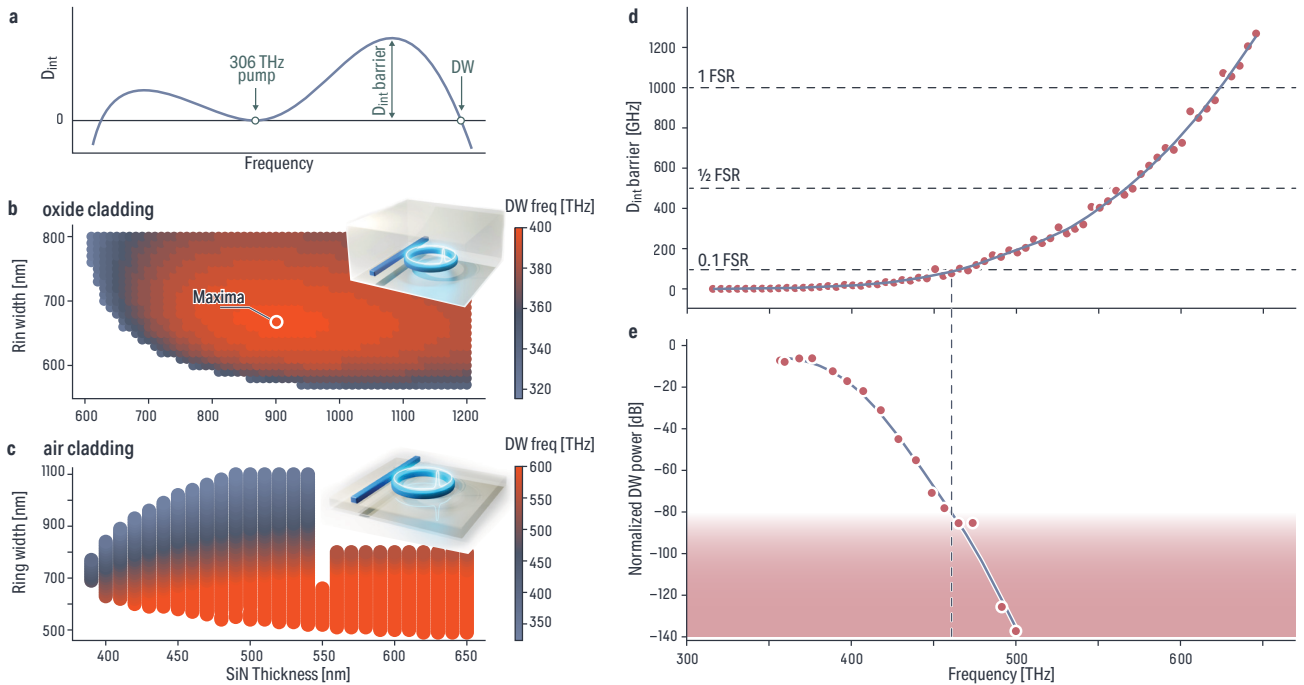 a
D_int
0
306 THz
pump
D_int barrier
DW
Frequency
b oxide cladding
DW freq [THz]
Rin width [nm]
800
700
600
Maxima
600 700 800 900 1000 1100 1200
400
380
360
340
320
c air cladding
DW freq [THz]
Ring width [nm]
1100
900
700
500
400 450 500 550 600 650
SiN Thickness [nm]
600
550
500
450
400
350
d
D_int barrier [GHz]
1200
1000
800
600
400
200
0
1 FSR
½ FSR
0.1 FSR
e
Normalized DW power [dB]
0
−20
−40
−60
−80
−100
−120
−140
300 400 500 600
Frequency [THz]